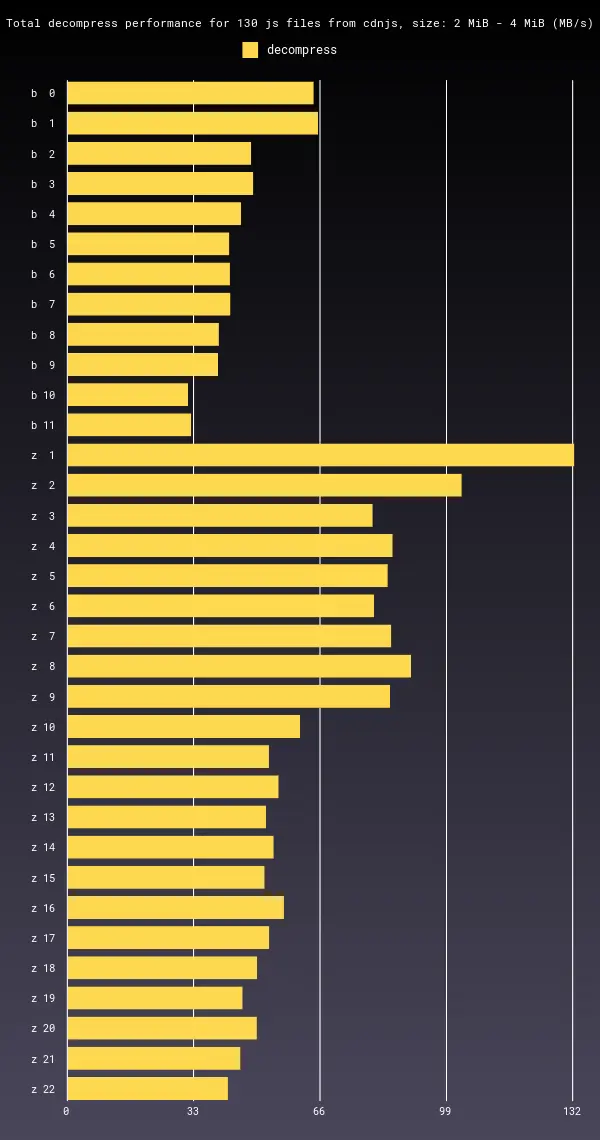 Total decompress performance for 130 js files from cdnjs, size: 2 MiB - 4 MiB (MB/s)
decompress
b 0
b 1
b 2
b 3
b 4
b 5
b 6
b 7
b 8
b 9
b 10
b 11
z 1
z 2
z 3
z 4
z 5
z 6
z 7
z 8
z 9
z 10
z 11
z 12
z 13
z 14
z 15
z 16
z 17
z 18
z 19
z 20
z 21
z 22
0 33 66 99 132